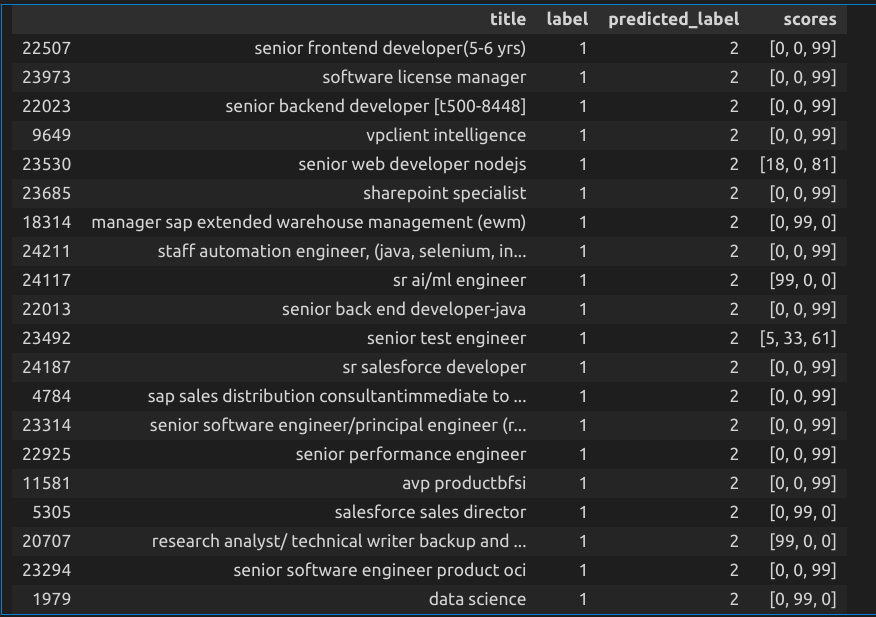 title label predicted_label scores
22507 senior frontend developer(5-6 yrs) 1 2 [0, 0, 99]
23973 software license manager 1 2 [0, 0, 99]
22023 senior backend developer [t500-8448] 1 2 [0, 0, 99]
9649 vpclient intelligence 1 2 [0, 0, 99]
23530 senior web developer nodejs 1 2 [18, 0, 81]
23685 sharepoint specialist 1 2 [0, 0, 99]
18314 manager sap extended warehouse management (ewm) 1 2 [0, 99, 0]
24211 staff automation engineer, (java, selenium, in... 1 2 [0, 0, 99]
24117 sr ai/ml engineer 1 2 [99, 0, 0]
22013 senior back end developer-java 1 2 [0, 0, 99]
23492 senior test engineer 1 2 [5, 33, 61]
24187 sr salesforce developer 1 2 [0, 0, 99]
4784 sap sales distribution consultantimmediate to ... 1 2 [0, 0, 99]
23314 senior software engineer/principal engineer (r... 1 2 [0, 0, 99]
22925 senior performance engineer 1 2 [0, 0, 99]
11581 avp productbfsi 1 2 [0, 0, 99]
5305 salesforce sales director 1 2 [0, 99, 0]
20707 research analyst/ technical writer backup and ... 1 2 [99, 0, 0]
23294 senior software engineer product oci 1 2 [0, 0, 99]
1979 data science 1 2 [0, 99, 0]